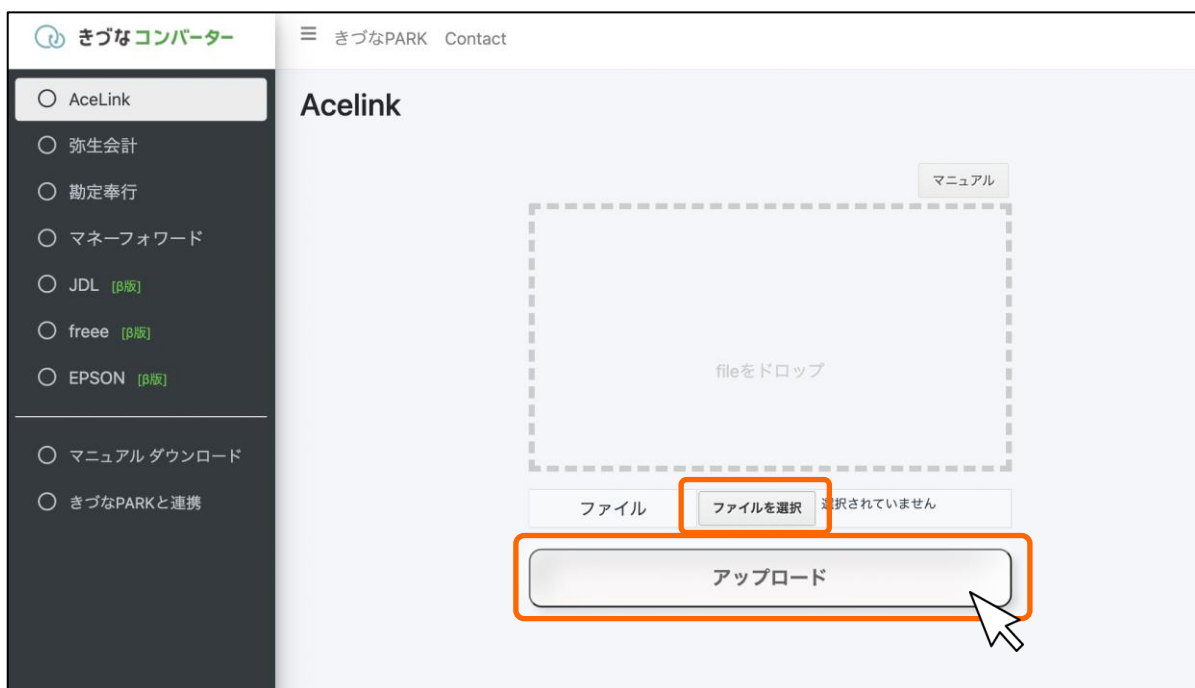 きづなコンバーター
きづなPARK Contact
AceLink
弥生会計
勘定奉行
マネーフォワード
JDL [β版]
freee [β版]
EPSON [β版]
マニュアル ダウンロード
きづなPARKと連携
Acelink
マニュアル
fileをドロップ
ファイル ファイルを選択 選択されていません
アップロード